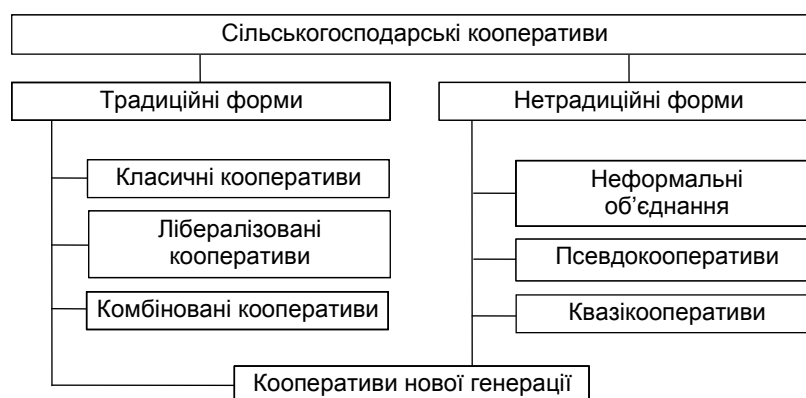 Сільськогосподарські кооперативи
Традиційні форми
Нетрадиційні форми
Класичні кооперативи
Лібералізовані
кооперативи
Комбіновані кооперативи
Неформальні
об’єднання
Псевдокооперативи
Квазікооперативи
Кооперативи нової генерації